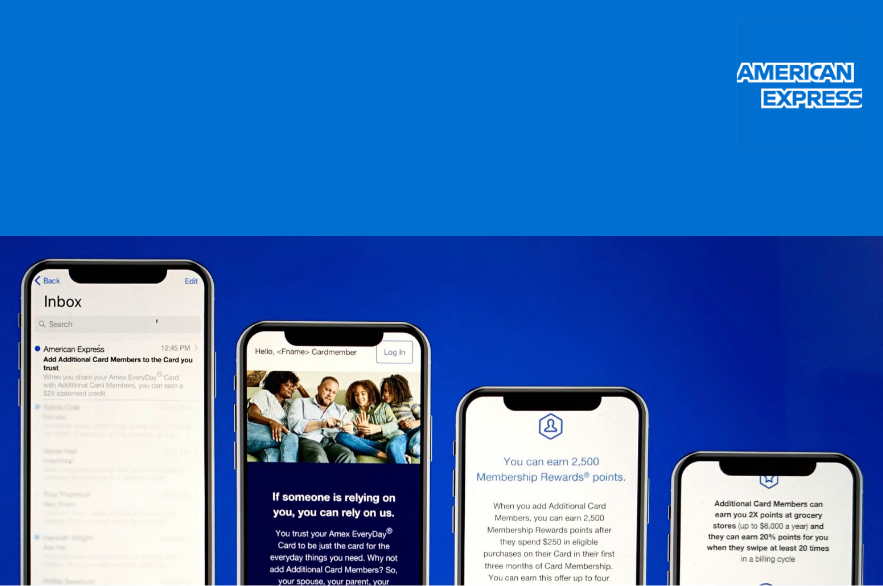 AMERICAN
EXPRESS
Back
Edit
Inbox
Search
American Express 12:45 PM
Add Additional Card Members to the Card you
trust
When you share your Amex EveryDay® Card
with Additional Card Members, you can earn a
$25 statement credit.
Hello, <Fname> Cardmember
Log In
If someone is relying on
you, you can rely on us.
You trust your Amex EveryDay®
Card to be just the card for the
everyday things you need. Why not
add Additional Card Members? So,
your spouse, your parent, your
You can earn 2,500
Membership Rewards® points.
When you add Additional Card
Members, you can earn 2,500
Membership Rewards points after
they spend $250 in eligible
purchases on their Card in their first
three months of Card Membership.
You can earn this offer up to four
Additional Card Members can
earn you 2X points at grocery
stores (up to $6,000 a year) and
they can earn 20% points for you
when they swipe at least 20 times
in a billing cycle